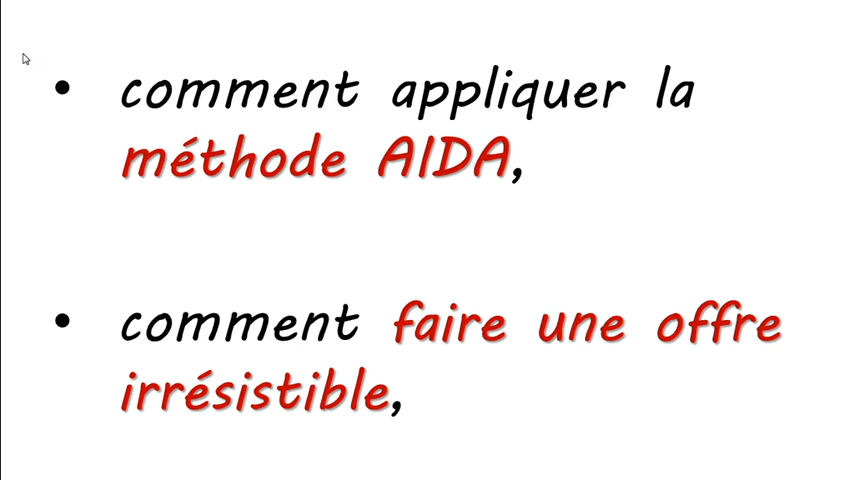 • comment appliquer la
méthode AIDA,
• comment faire une offre
irrésistible,